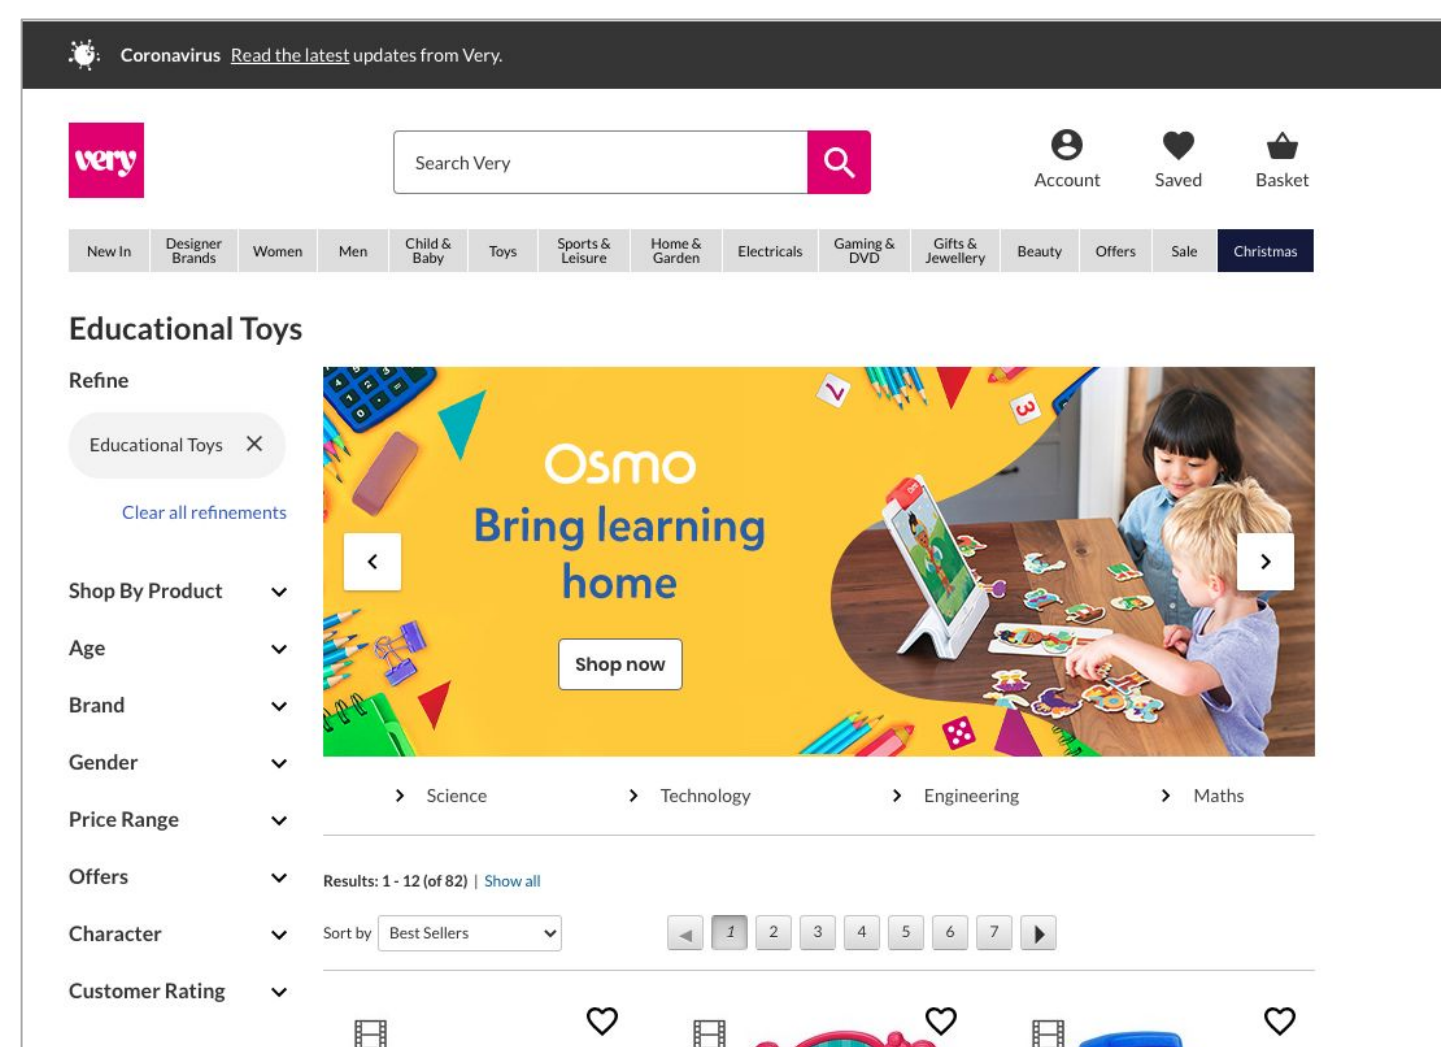 Coronavirus Read the latest updates from Very.
very
Search Very
Account
Saved
Basket
New In
Designer
Brands
Women
Men
Child &
Baby
Toys
Sports &
Leisure
Home &
Garden
Electricals
Gaming &
DVD
Gifts &
Jewellery
Beauty
Offers
Sale
Christmas
Educational Toys
Refine
Educational Toys
Clear all refinements
Shop By Product
Age
Brand
Gender
Price Range
Offers
Character
Customer Rating
Osmo
Bring learning
home
Shop now
Science
Technology
Engineering
Maths
Results: 1 - 12 (of 82) | Show all
Sort by Best Sellers
1 2 3 4 5 6 7